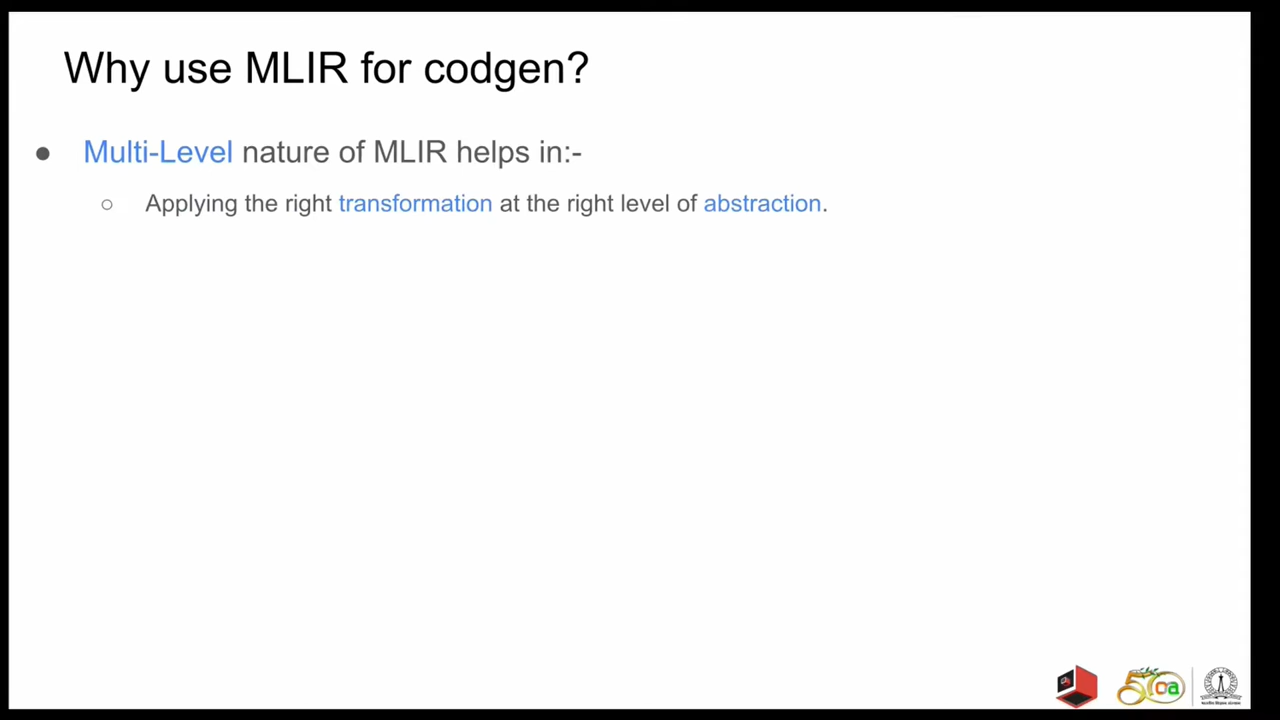 Why use MLIR for codgen?
● Multi-Level nature of MLIR helps in:-
○ Applying the right transformation at the right level of abstraction.